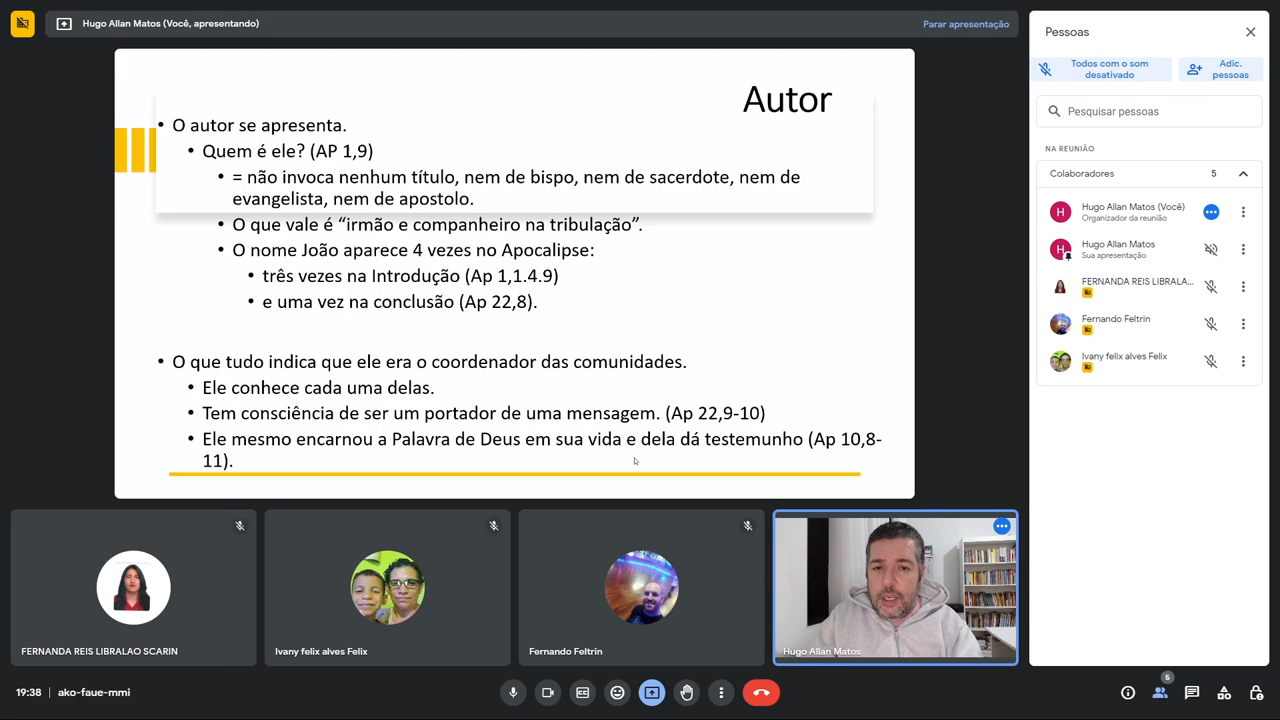 Hugo Allan Matos (Você, apresentando)
Parar apresentação
Autor
• O autor se apresenta.
• Quem é ele? (AP 1,9)
• = não invoca nenhum título, nem de bispo, nem de sacerdote, nem de
evangelista, nem de apostolo.
• O que vale é “irmão e companheiro na tribulação”.
• O nome João aparece 4 vezes no Apocalipse:
• três vezes na Introdução (Ap 1,1.4.9)
• e uma vez na conclusão (Ap 22,8).
• O que tudo indica que ele era o coordenador das comunidades.
• Ele conhece cada uma delas.
• Tem consciência de ser um portador de uma mensagem. (Ap 22,9-10)
• Ele mesmo encarnou a Palavra de Deus em sua vida e dela dá testemunho (Ap 10,8-
11).
FERNANDA REIS LIBRALAO SCARIN
Ivany felix alves Felix
Fernando Feltrin
Hugo Allan Matos
19:38
ako-faue-mmi
Pessoas
Todos com o som
desativado
Adic.
pessoas
Pesquisar pessoas
NA REUNIÃO
Colaboradores
5
H
Hugo Allan Matos (Você)
Organizador da reunião
H
Hugo Allan Matos
Sua apresentação
FERNANDA REIS LIBRALA...
Fernando Feltrin
Ivany felix alves Felix
5